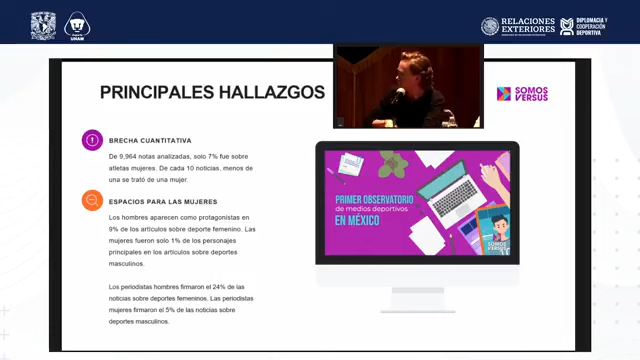 UNAM
RELACIONES
EXTERIORES
DIPLOMACIA Y
COOPERACIÓN
DEPORTIVA
PRINCIPALES HALLAZGOS
SOMOS
VERSUS
BRECHA CUANTITATIVA
De 9,964 notas analizadas, solo 7% fue sobre
atletas mujeres. De cada 10 noticias, menos de
una se trató de una mujer.
ESPACIOS PARA LAS MUJERES
Los hombres aparecen como protagonistas en
9% de los artículos sobre deporte femenino. Las
mujeres fueron solo 1% de los personajes
principales en los artículos sobre deportes
masculinos.
Los periodistas hombres firmaron el 24% de las
noticias sobre deportes femeninos. Las periodistas
mujeres firmaron el 5% de las noticias sobre
deportes masculinos.
PRIMER OBSERVATORIO
de medios deportivos
EN MÉXICO
SOMOS
VERSUS